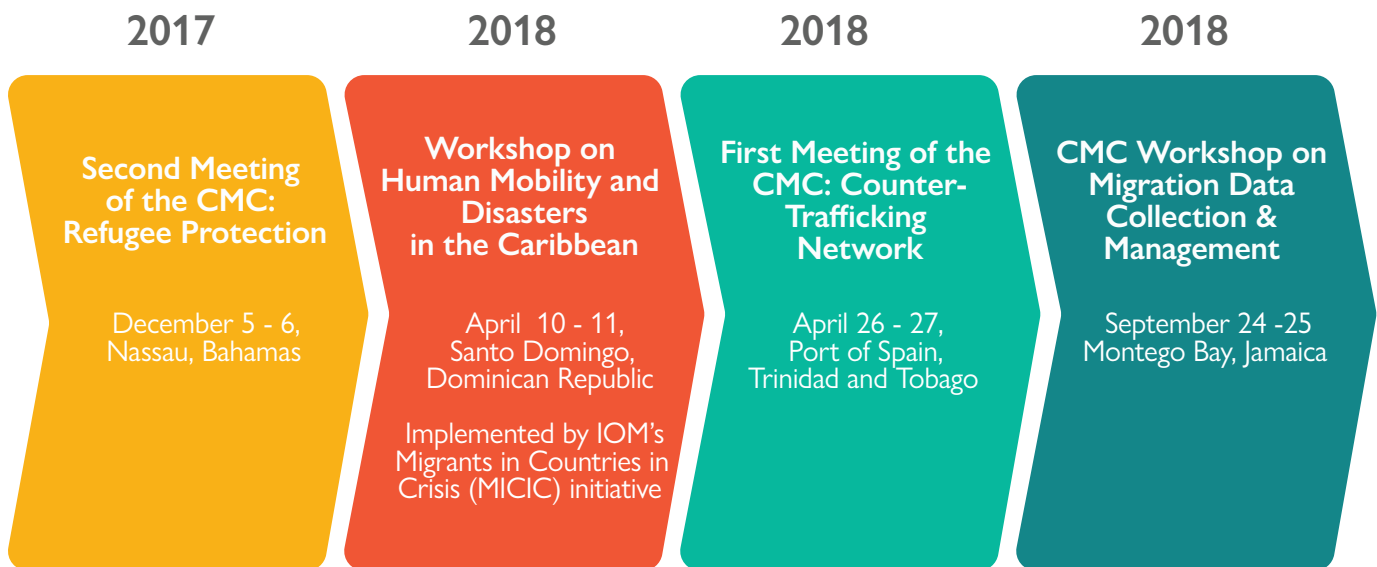 2017
Second Meeting
of the CMC:
Refugee Protection
December 5 - 6,
Nassau, Bahamas
2018
Workshop on
Human Mobility and
Disasters
in the Caribbean
April 10 - 11,
Santo Domingo,
Dominican Republic
Implemented by IOM's
Migrants in Countries in
Crisis (MICIC) initiative
2018
First Meeting of the
CMC: Counter-
Trafficking
Network
April 26 - 27,
Port of Spain,
Trinidad and Tobago
2018
CMC Workshop on
Migration Data
Collection &
Management
September 24 -25
Montego Bay, Jamaica